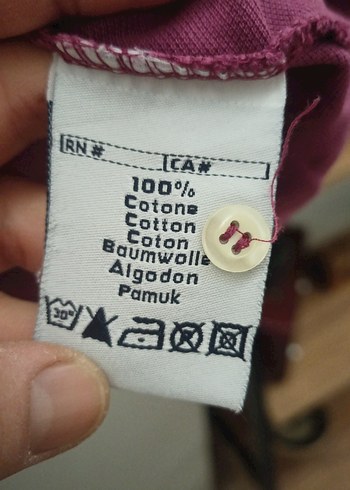 RN # CA#
100%
Cotone
Cotton
Coton
Baumwolle
Algodon
Pamuk
30°